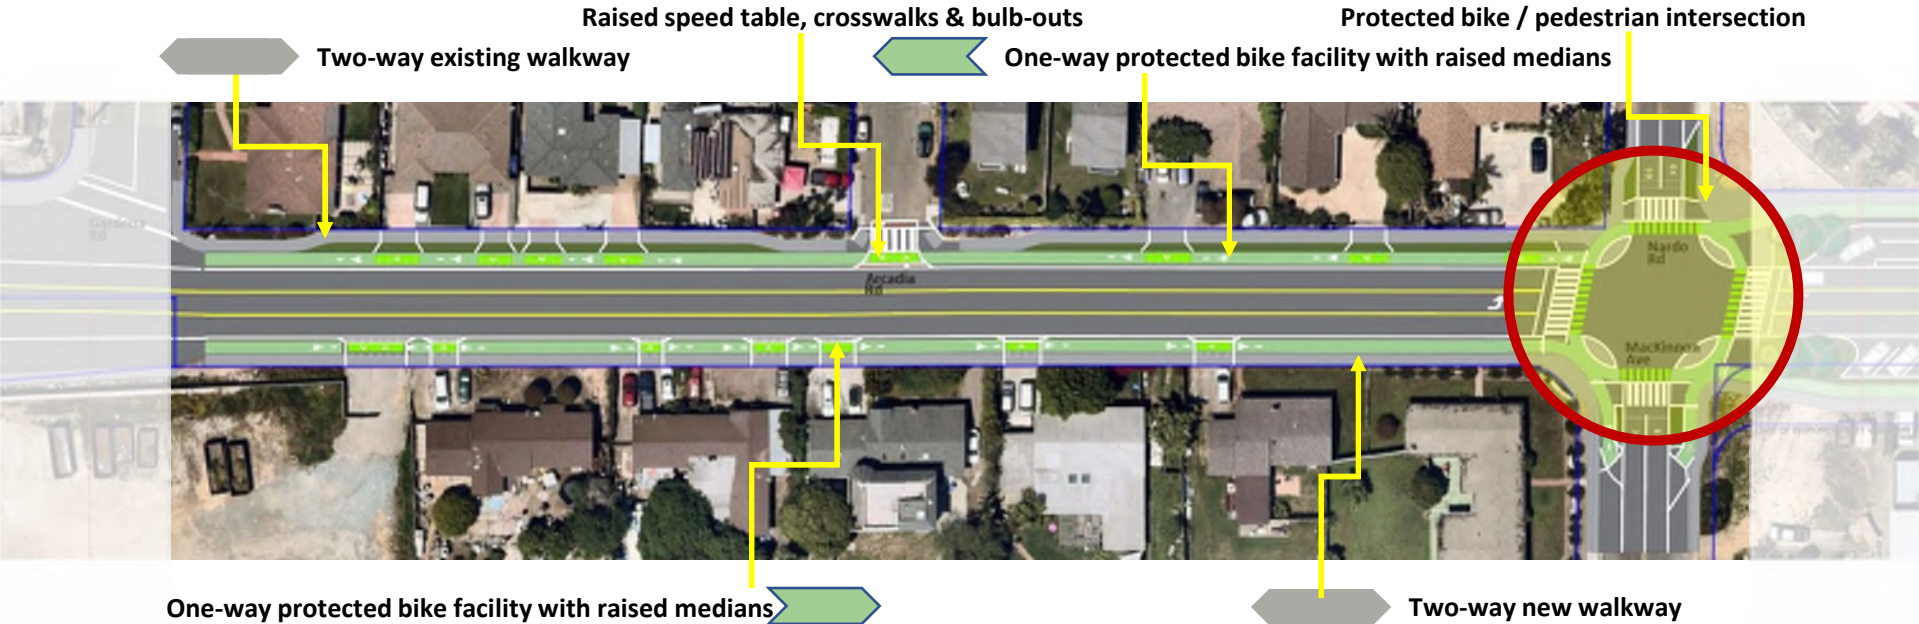 Raised speed table, crosswalks & bulb-outs
Protected bike / pedestrian intersection
Two-way existing walkway
One-way protected bike facility with raised medians
Rd
Nardo
Rd
Arcadia
Rd
MacKinnon
Ave
One-way protected bike facility with raised medians
Two-way new walkway